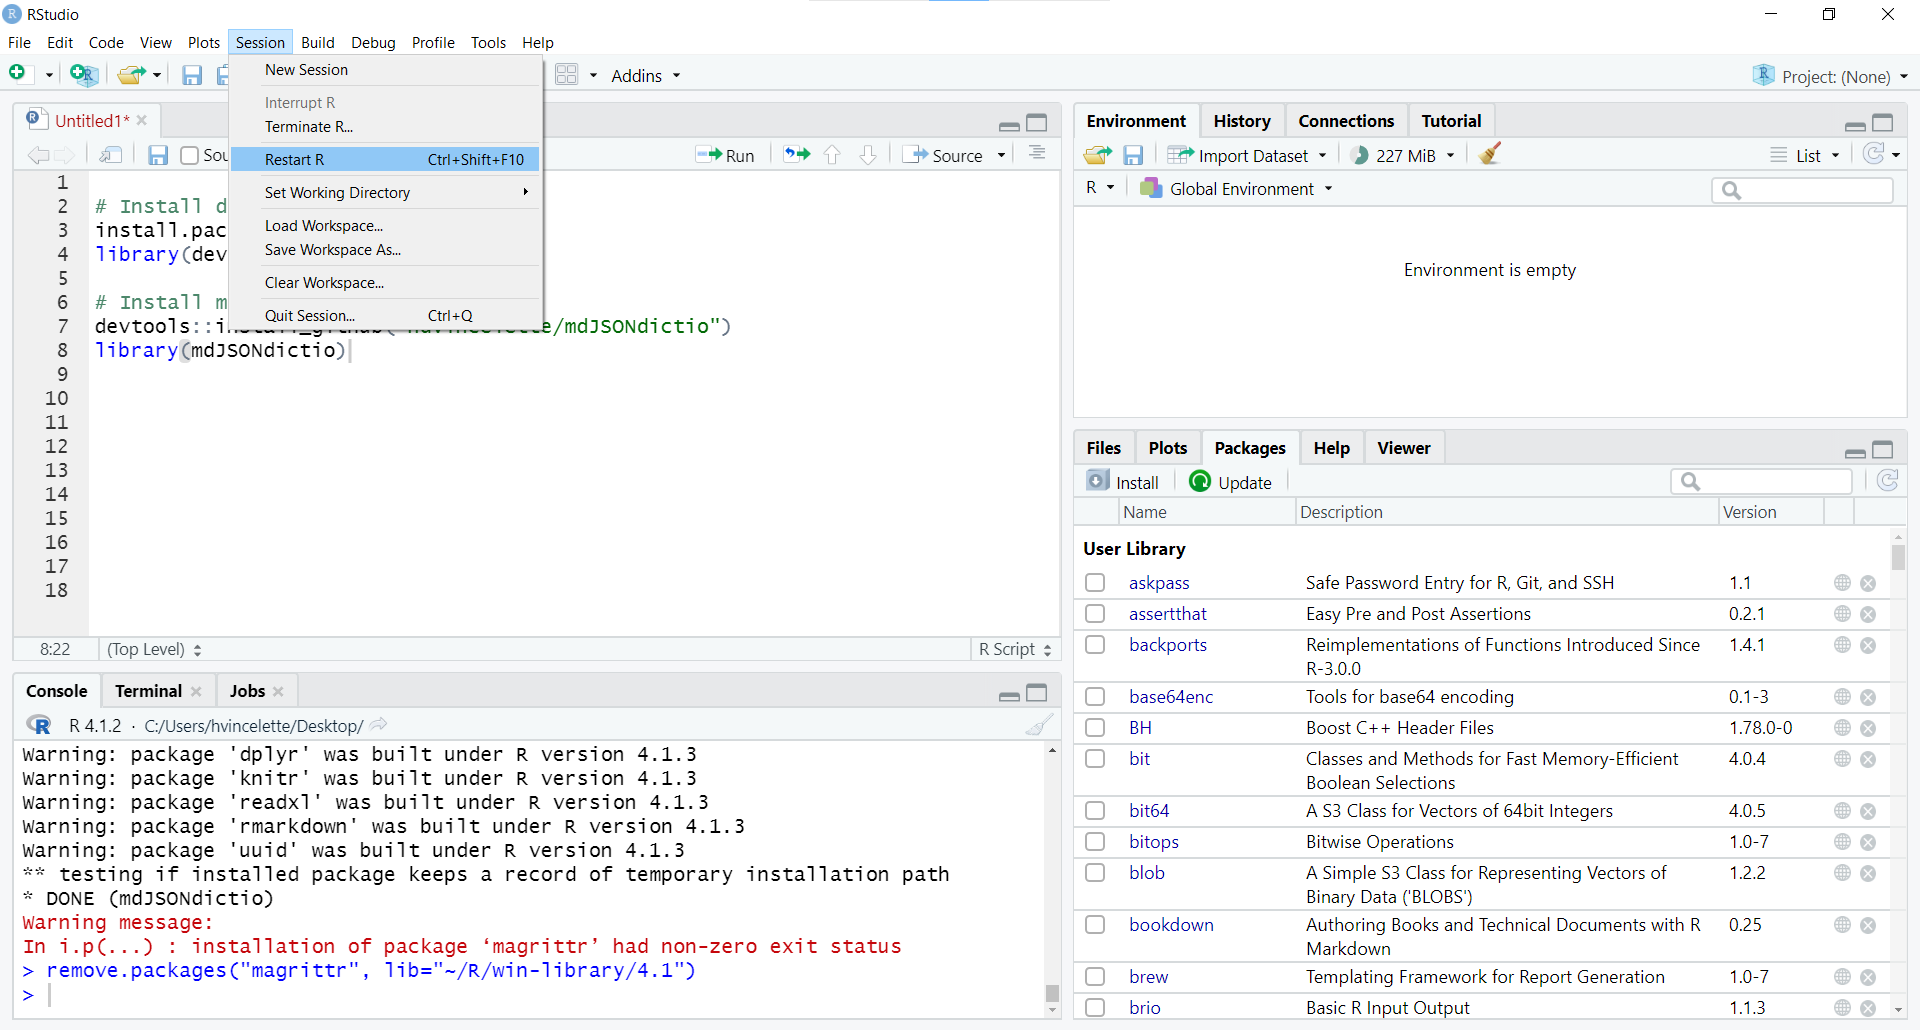 RStudio
File Edit Code View Plots Session Build Debug Profile Tools Help
Addins
Project: (None)
New Session
Interrupt R
Terminate R...
Restart R Ctrl+Shift+F10
Set Working Directory
Load Workspace...
Save Workspace As...
Clear Workspace...
Quit Session... Ctrl+Q
Untitled1*
Sou
Run
Source
1
2 # Install d
3 install.pac
4 library(dev
5
6 # Install m
7 devtools::in /mdJSONdictio")
8 library(mdJSONdictio)
9
10
11
12
13
14
15
16
17
18
8:22 (Top Level) R Script
Console Terminal Jobs
R 4.1.2 · C:/Users/hvincelette/Desktop/
Warning: package 'dplyr' was built under R version 4.1.3
Warning: package 'knitr' was built under R version 4.1.3
Warning: package 'readxl' was built under R version 4.1.3
Warning: package 'rmarkdown' was built under R version 4.1.3
Warning: package 'uuid' was built under R version 4.1.3
** testing if installed package keeps a record of temporary installation path
* DONE (mdJSONdictio)
Warning message:
In i.p(...) : installation of package ‘magrittr’ had non-zero exit status
> remove.packages("magrittr", lib="~/R/win-library/4.1")
>
Environment History Connections Tutorial
Import Dataset 227 MiB List
R Global Environment
Environment is empty
Files Plots Packages Help Viewer
Install Update
Name Description Version
User Library
askpass Safe Password Entry for R, Git, and SSH 1.1
assertthat Easy Pre and Post Assertions 0.2.1
backports Reimplementations of Functions Introduced Since 1.4.1
R-3.0.0
base64enc Tools for base64 encoding 0.1-3
BH Boost C++ Header Files 1.78.0-0
bit Classes and Methods for Fast Memory-Efficient 4.0.4
Boolean Selections
bit64 A S3 Class for Vectors of 64bit Integers 4.0.5
bitops Bitwise Operations 1.0-7
blob A Simple S3 Class for Representing Vectors of 1.2.2
Binary Data ('BLOBS')
bookdown Authoring Books and Technical Documents with R 0.25
Markdown
brew Templating Framework for Report Generation 1.0-7
brio Basic R Input Output 1.1.3